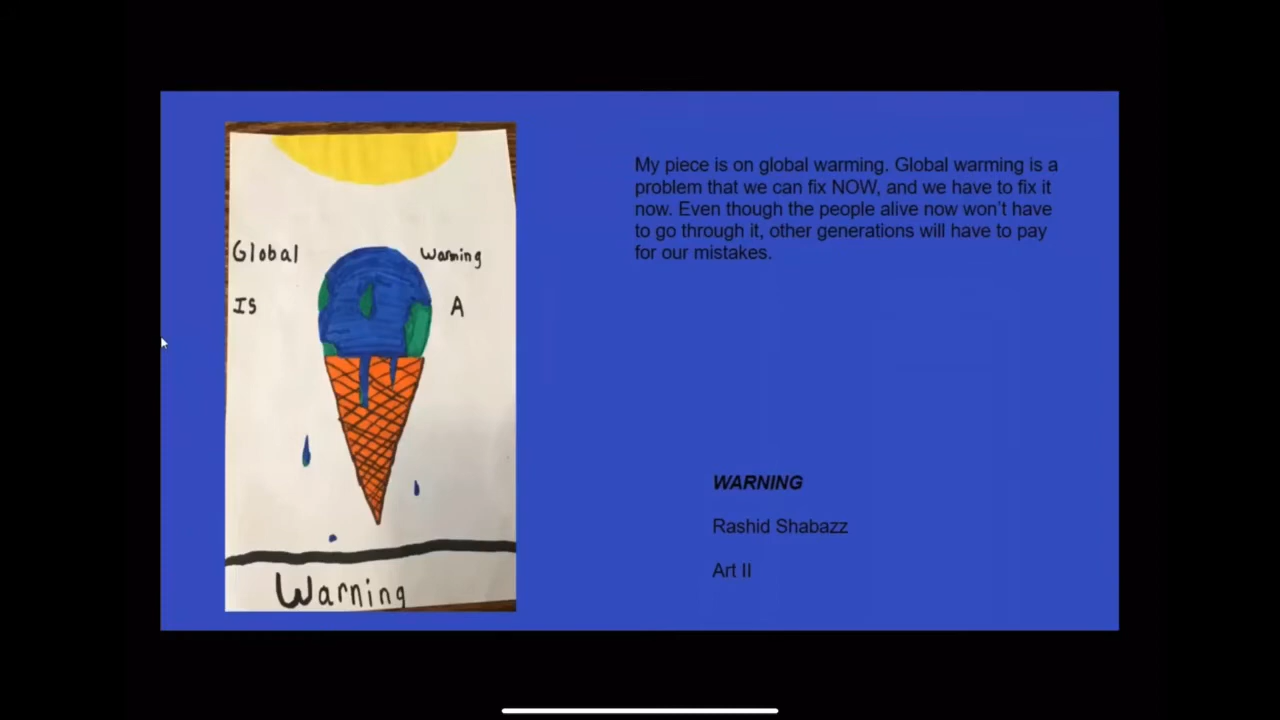 Global Warming
Is A
Warning
My piece is on global warming. Global warming is a
problem that we can fix NOW, and we have to fix it
now. Even though the people alive now won't have
to go through it, other generations will have to pay
for our mistakes.
WARNING
Rashid Shabazz
Art II